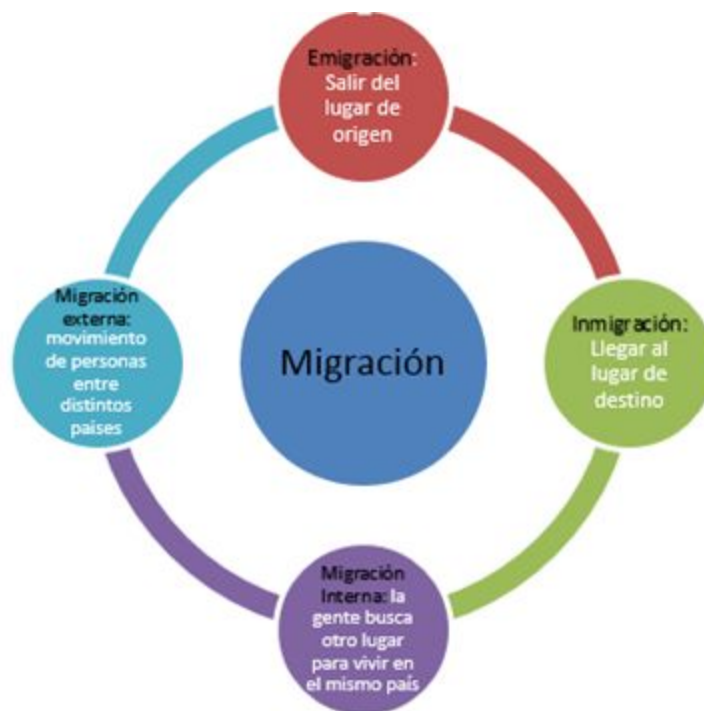 Emigración:
Salir del
lugar de
origen
Migración
externa:
movimiento
de personas
entre
distintos
países
Migración
Inmigración:
Llegar al
lugar de
destino
Migración
Interna: la
gente busca
otro lugar
para vivir en
el mismo país